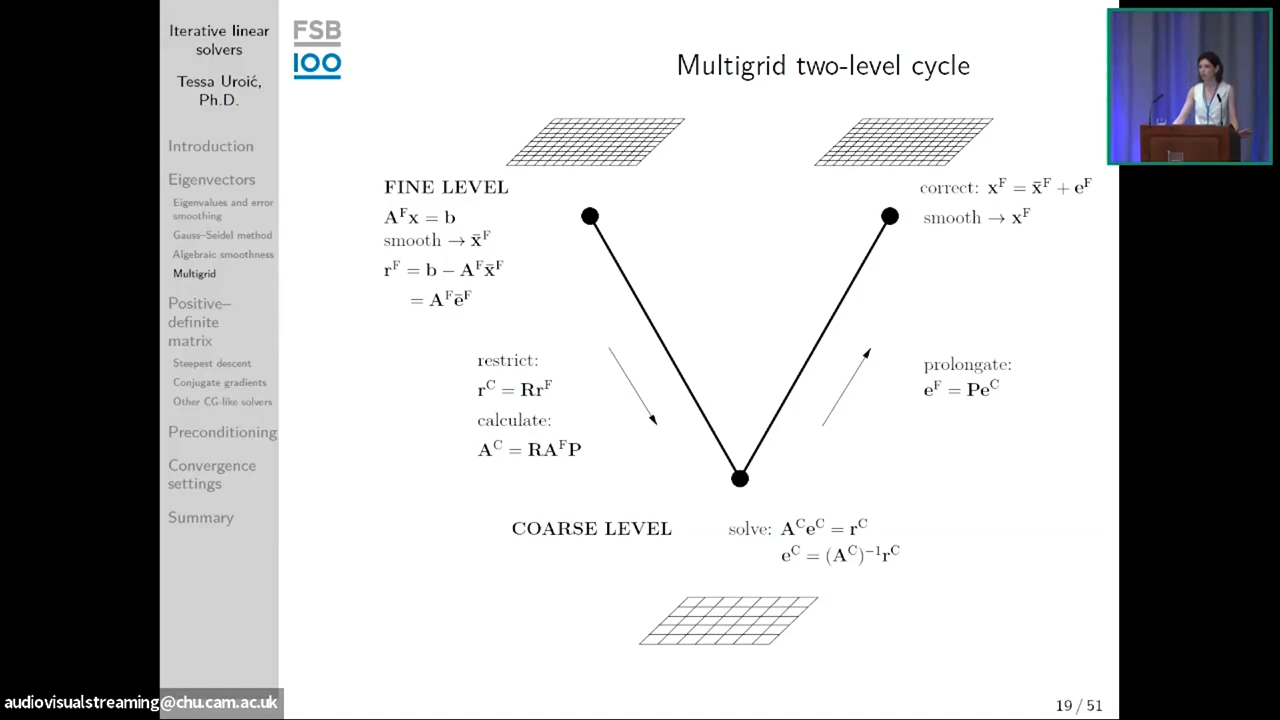 Iterative linear
solvers
Tessa Uroić,
Ph.D.
Introduction
Eigenvectors
Eigenvalues and error
smoothing
Gauss–Seidel method
Algebraic smoothness
Multigrid
Positive–
definite
matrix
Steepest descent
Conjugate gradients
Other CG-like solvers
Preconditioning
Convergence
settings
Summary
FSB
100
Multigrid two-level cycle
FINE LEVEL
A^F x = b
smooth → x̄^F
r^F = b − A^F x̄^F
= A^F ē^F
restrict:
r^C = Rr^F
calculate:
A^C = RA^F P
COARSE LEVEL
solve: A^C e^C = r^C
e^C = (A^C)^−1 r^C
prolongate:
e^F = Pe^C
correct: x^F = x̄^F + e^F
smooth → x^F
19 / 51
audiovisualstreaming@chu.cam.ac.uk